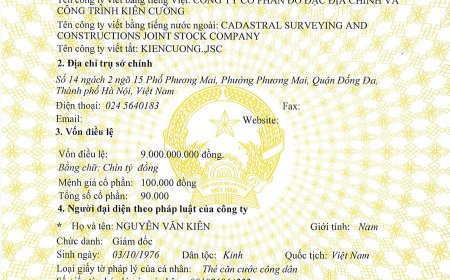 Tên công ty viết bằng tiếng Việt: CÔNG TY CỔ PHẦN ĐO ĐẠC ĐỊA CHÍNH VÀ
CÔNG TRÌNH KIÊN CƯỜNG
Tên công ty viết bằng tiếng nước ngoài: CADASTRAL SURVEYING AND
CONSTRUCTIONS JOINT STOCK COMPANY
Tên công ty viết tắt: KIENCUONG.,JSC
2. Địa chỉ trụ sở chính
Số 14 ngách 2 ngõ 15 Phố Phương Mai, Phường Phương Mai, Quận Đống Đa,
Thành phố Hà Nội, Việt Nam
Điện thoại: 024 5640183 Fax:
Email: Website:
3. Vốn điều lệ
Vốn điều lệ: 9.000.000.000 đồng.
Bằng chữ: Chín tỷ đồng
Mệnh giá cổ phần: 100.000 đồng
Tổng số cổ phần: 90.000
VIỆT NAM
4. Người đại diện theo pháp luật của công ty
* Họ và tên: NGUYỄN VĂN KIÊN Giới tính: Nam
Chức danh: Giám đốc
Sinh ngày: 03/10/1976 Dân tộc: Kinh Quốc tịch: Việt Nam
Loại giấy tờ pháp lý của cá nhân: Thẻ căn cước công dân